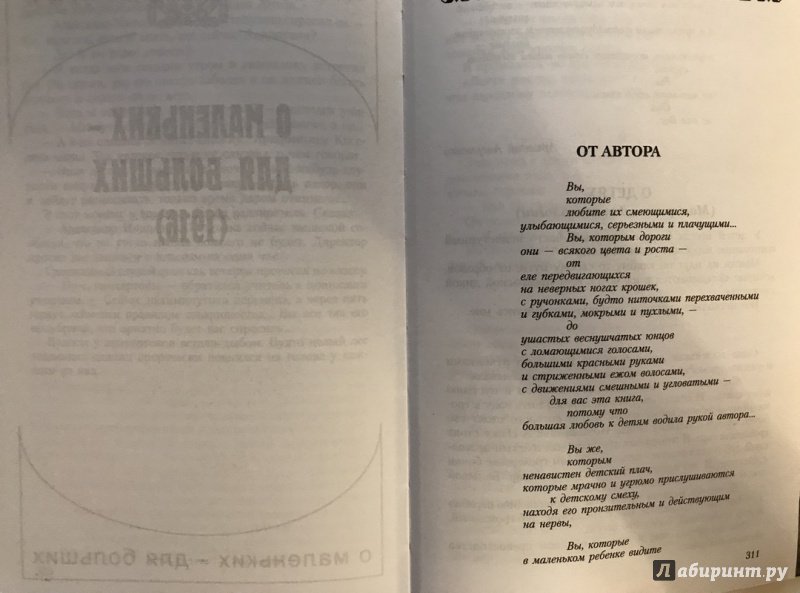 О МАЛЕНЬКИХ –
ДЛЯ БОЛЬШИХ
(1916)
О маленьких – для больших
ОТ АВТОРА
Вы,
которые
любите их смеющимися,
улыбающимися, серьезными и плачущими...
Вы, которым дороги
они — всякого цвета и роста —
от
еле передвигающихся
на неверных ногах крошек,
с ручонками, будто ниточками перехваченными
и губками, мокрыми и пухлыми, —
до
ушастых веснушчатых юнцов
с ломающимися голосами,
большими красными руками
и стриженными ежом волосами,
с движениями смешными и угловатыми —
для вас эта книга,
потому что
большая любовь к детям водила рукой автора...
Вы же,
которым
ненавистен детский плач,
которые мрачно и угрюмо прислушиваются
к детскому смеху,
находя его пронзительным и действующим
на нервы,
Вы, которые
в маленьком ребенке видите
311
Лабиринт.ру